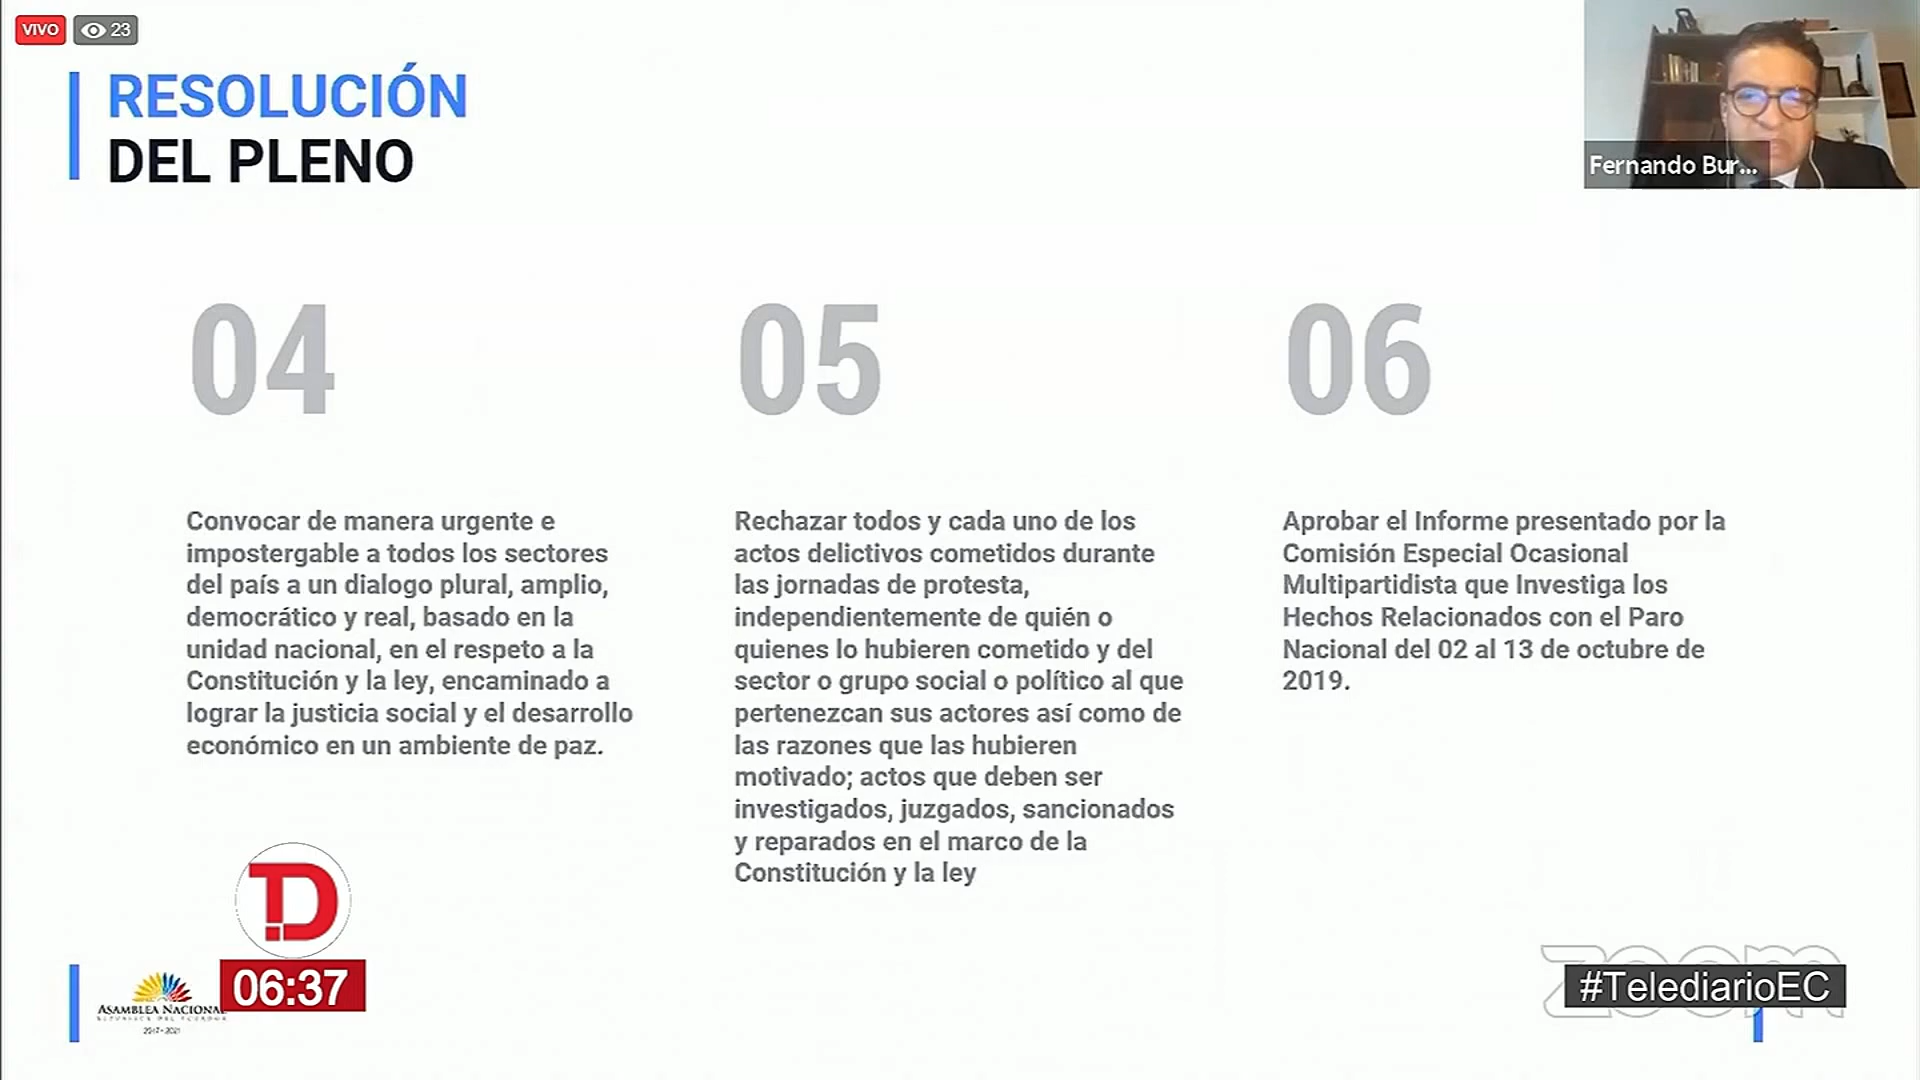 VIVO
23
RESOLUCIÓN
DEL PLENO
Fernando Bur...
04
Convocar de manera urgente e
impostergable a todos los sectores
del país a un dialogo plural, amplio,
democrático y real, basado en la
unidad nacional, en el respeto a la
Constitución y la ley, encaminado a
lograr la justicia social y el desarrollo
económico en un ambiente de paz.
05
Rechazar todos y cada uno de los
actos delictivos cometidos durante
las jornadas de protesta,
independientemente de quién o
quienes lo hubieren cometido y del
sector o grupo social o político al que
pertenezcan sus actores así como de
las razones que las hubieren
motivado; actos que deben ser
investigados, juzgados, sancionados
y reparados en el marco de la
Constitución y la ley
06
Aprobar el Informe presentado por la
Comisión Especial Ocasional
Multipartidista que Investiga los
Hechos Relacionados con el Paro
Nacional del 02 al 13 de octubre de
2019.
D
06:37
ASAMBLEA NACIONAL
REPÚBLICA DEL ECUADOR
2017-2021
zoom
#TelediarioEC